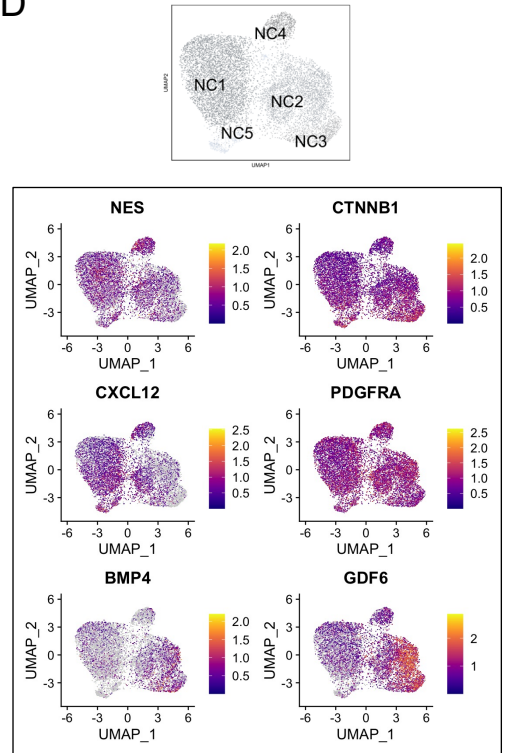 D
NC4
NC1
NC2
NC5
NC3
UMAP2
UMAP1
NES
CTNNB1
6
3
0
-3
UMAP_2
2.0
1.5
1.0
0.5
-6 -3 0 3 6
UMAP_1
6
3
0
-3
UMAP_2
2.0
1.5
1.0
0.5
-6 -3 0 3 6
UMAP_1
CXCL12
PDGFRA
6
3
0
-3
UMAP_2
2.5
2.0
1.5
1.0
0.5
-6 -3 0 3 6
UMAP_1
6
3
0
-3
UMAP_2
2.5
2.0
1.5
1.0
0.5
-6 -3 0 3 6
UMAP_1
BMP4
GDF6
6
3
0
-3
UMAP_2
2.0
1.5
1.0
0.5
-6 -3 0 3 6
UMAP_1
6
3
0
-3
UMAP_2
2
1
-6 -3 0 3 6
UMAP_1